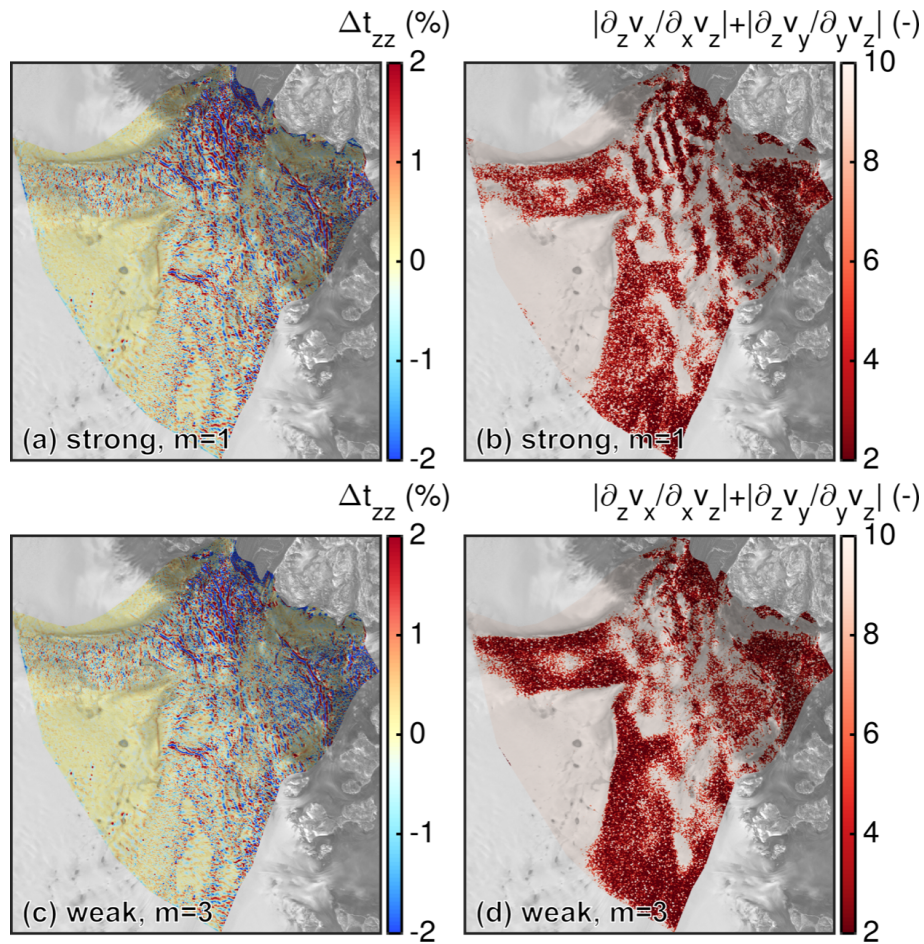 Δt_zz (%)
|∂_z v_x/∂_x v_z|+|∂_z v_y/∂_y v_z| (-)
2
1
0
-1
-2
10
8
6
4
2
(a) strong, m=1
(b) strong, m=1
Δt_zz (%)
|∂_z v_x/∂_x v_z|+|∂_z v_y/∂_y v_z| (-)
2
1
0
-1
-2
10
8
6
4
2
(c) weak, m=3
(d) weak, m=3